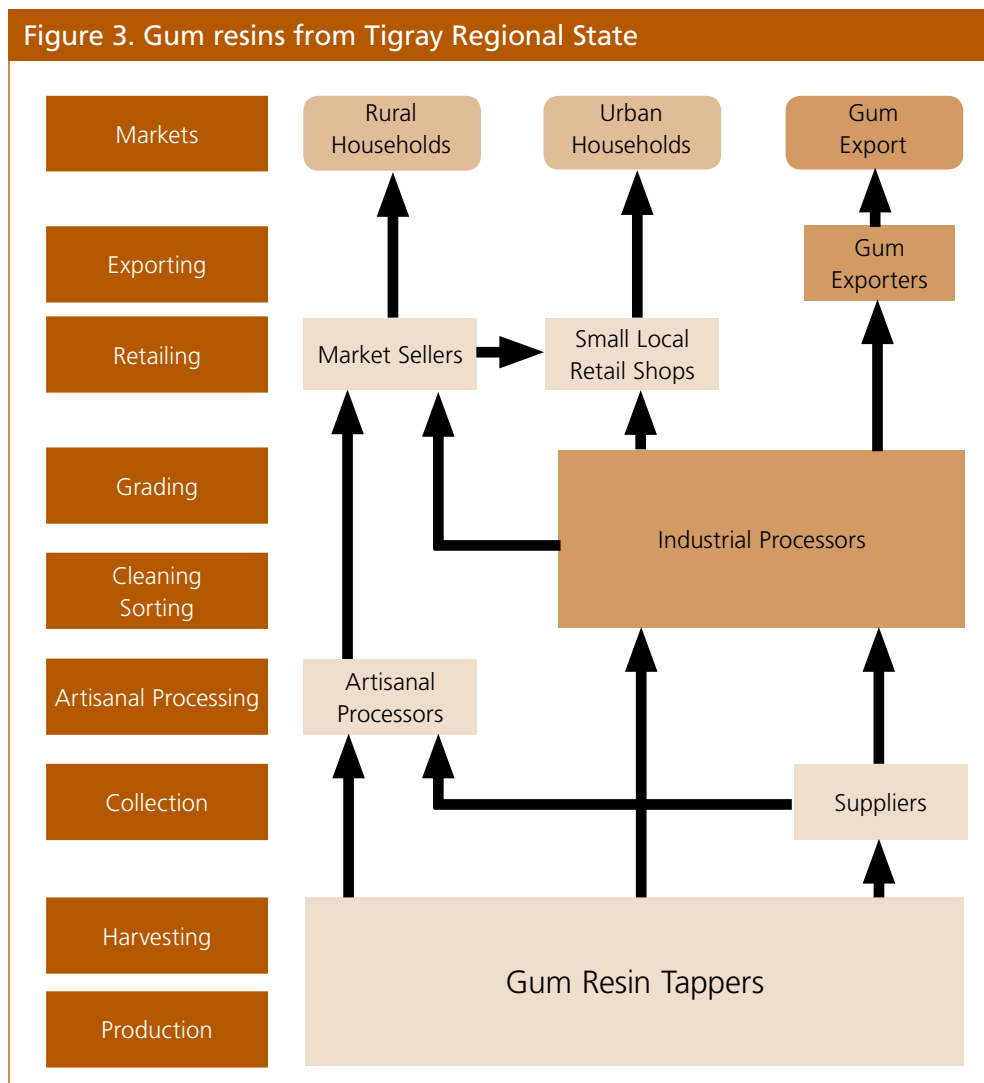 Figure 3. Gum resins from Tigray Regional State
Markets
Rural
Households
Urban
Households
Gum
Export
Exporting
Gum
Exporters
Retailing
Market Sellers
Small Local
Retail Shops
Grading
Industrial Processors
Cleaning
Sorting
Artisanal Processing
Artisanal
Processors
Collection
Suppliers
Harvesting
Gum Resin Tappers
Production